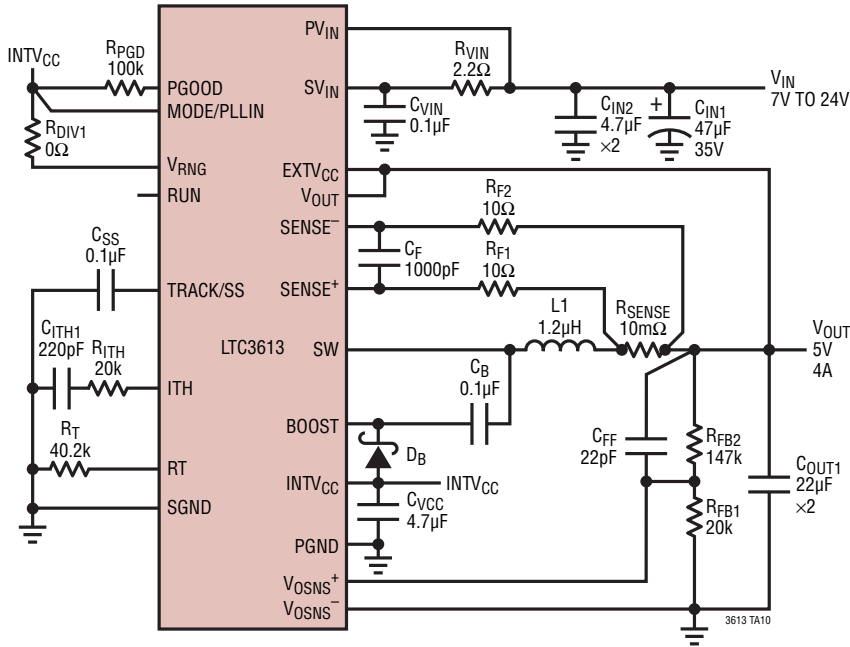 INTVCC
RPGD
100k
RDIV1
0Ω
CSS
0.1µF
CITH1
220pF
RITH
20k
RT
40.2k
PGOOD
MODE/PLLIN
VRNG
RUN
TRACK/SS
ITH
RT
SGND
LTC3613
PVIN
SVIN
EXTVCC
VOUT
SENSE–
SENSE+
SW
BOOST
INTVCC
PGND
VOSNS+
VOSNS–
RVIN
2.2Ω
CVIN
0.1µF
CIN2
4.7µF
×2
+
CIN1
47µF
35V
VIN
7V TO 24V
RF2
10Ω
CF
1000pF
RF1
10Ω
L1
1.2µH
RSENSE
10mΩ
VOUT
5V
4A
CB
0.1µF
DB
INTVCC
CVCC
4.7µF
CFF
22pF
RFB2
147k
RFB1
20k
COUT1
22µF
×2
3613 TA10